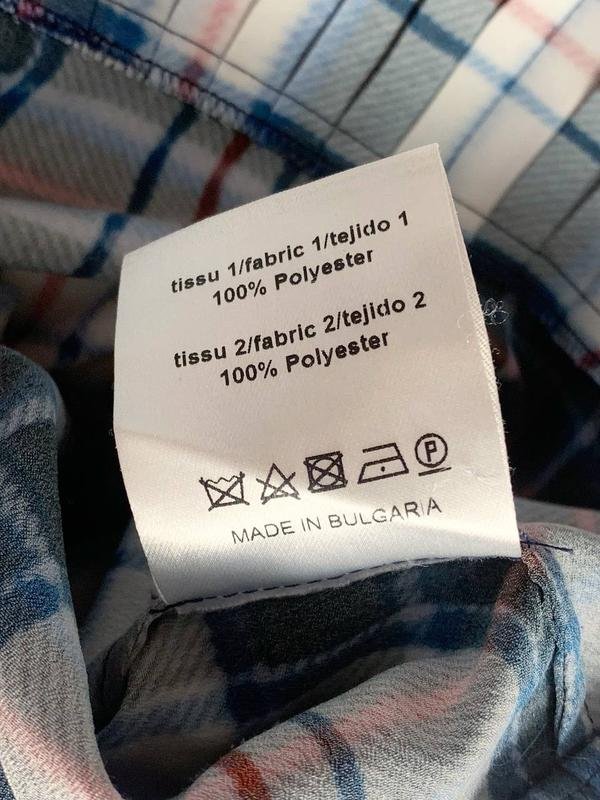 tissu 1/fabric 1/tejido 1
100% Polyester
tissu 2/fabric 2/tejido 2
100% Polyester
P
MADE IN BULGARIA